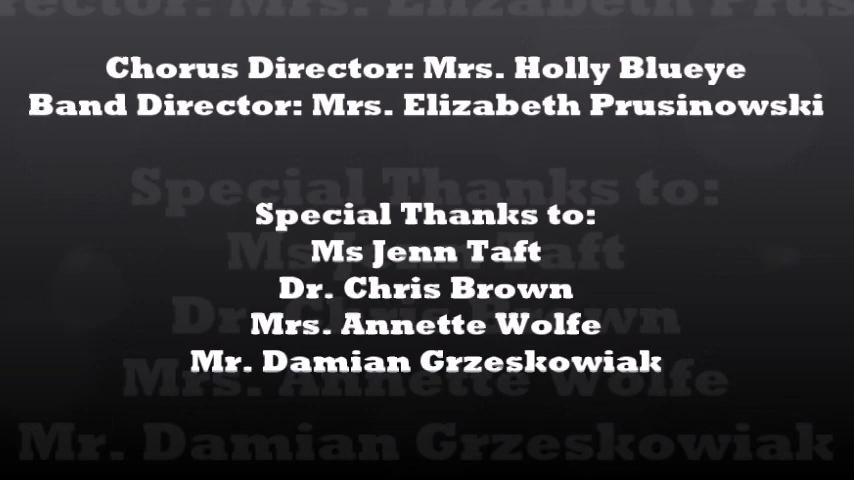 Chorus Director: Mrs. Holly Blueye
Band Director: Mrs. Elizabeth Prusinowski
Special Thanks to:
Ms Jenn Taft
Dr. Chris Brown
Mrs. Annette Wolfe
Mr. Damian Grzeskowiak